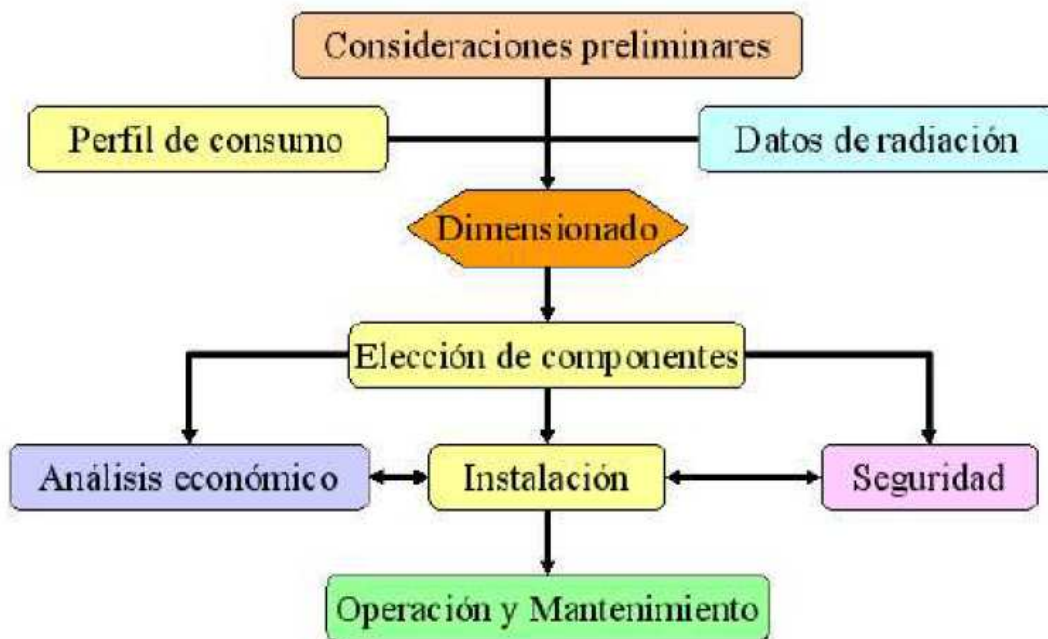 Consideraciones preliminares
Perfil de consumo
Datos de radiación
Dimensionado
Elección de componentes
Análisis económico
Instalación
Seguridad
Operación y Mantenimiento